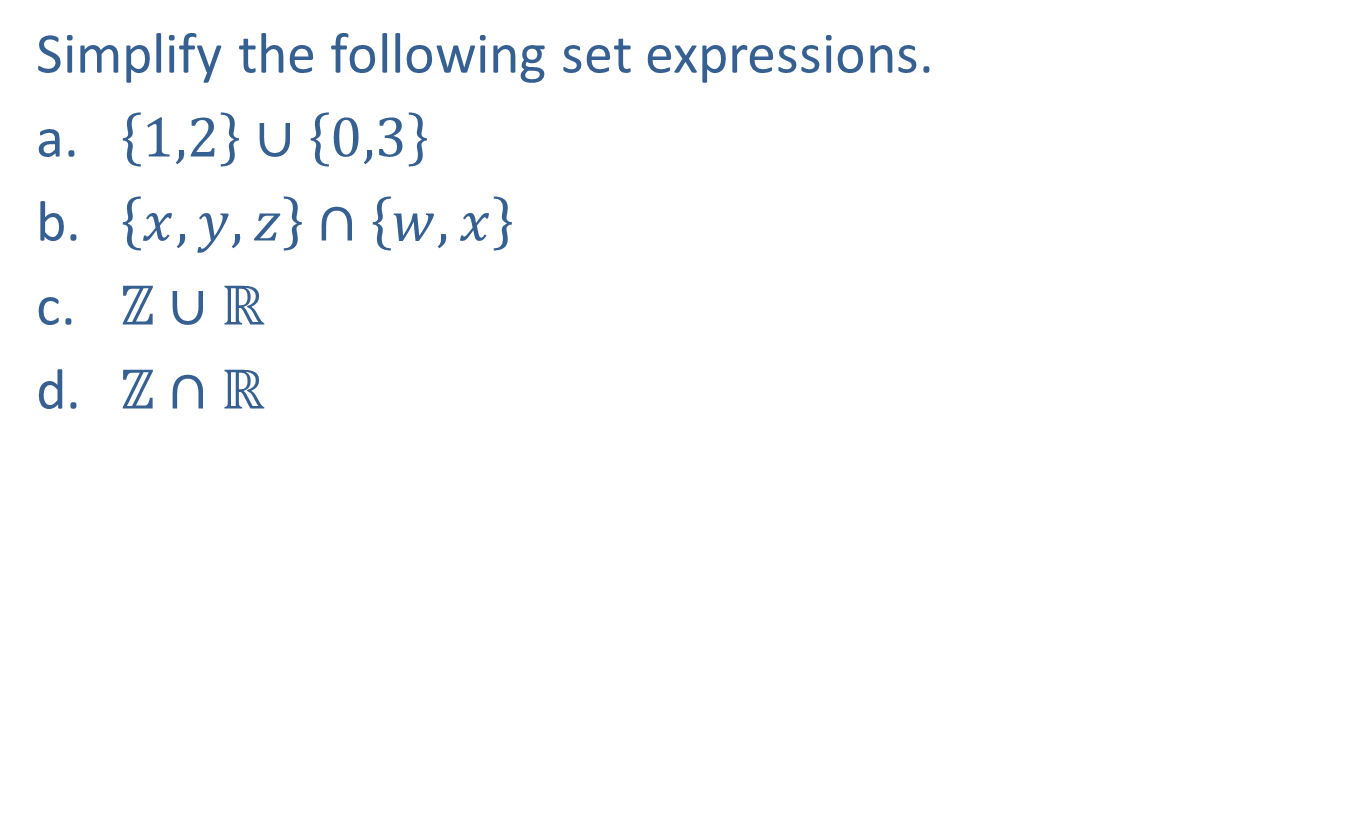 Simplify the following set expressions.
a. {1,2} ∪ {0,3}
b. {𝑥, 𝑦, 𝑧} ∩ {𝑤, 𝑥}
c. ℤ ∪ ℝ
d. ℤ ∩ ℝ